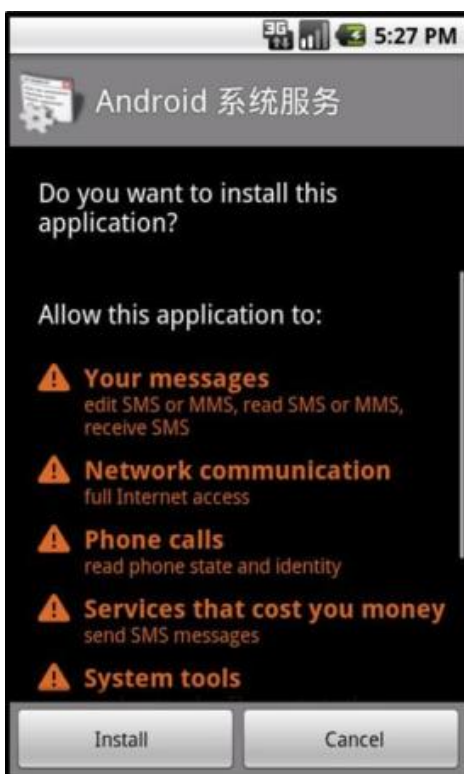 3G 5:27 PM
Android 系统服务
Do you want to install this
application?
Allow this application to:
Your messages
edit SMS or MMS, read SMS or MMS,
receive SMS
Network communication
full Internet access
Phone calls
read phone state and identity
Services that cost you money
send SMS messages
System tools
Install Cancel